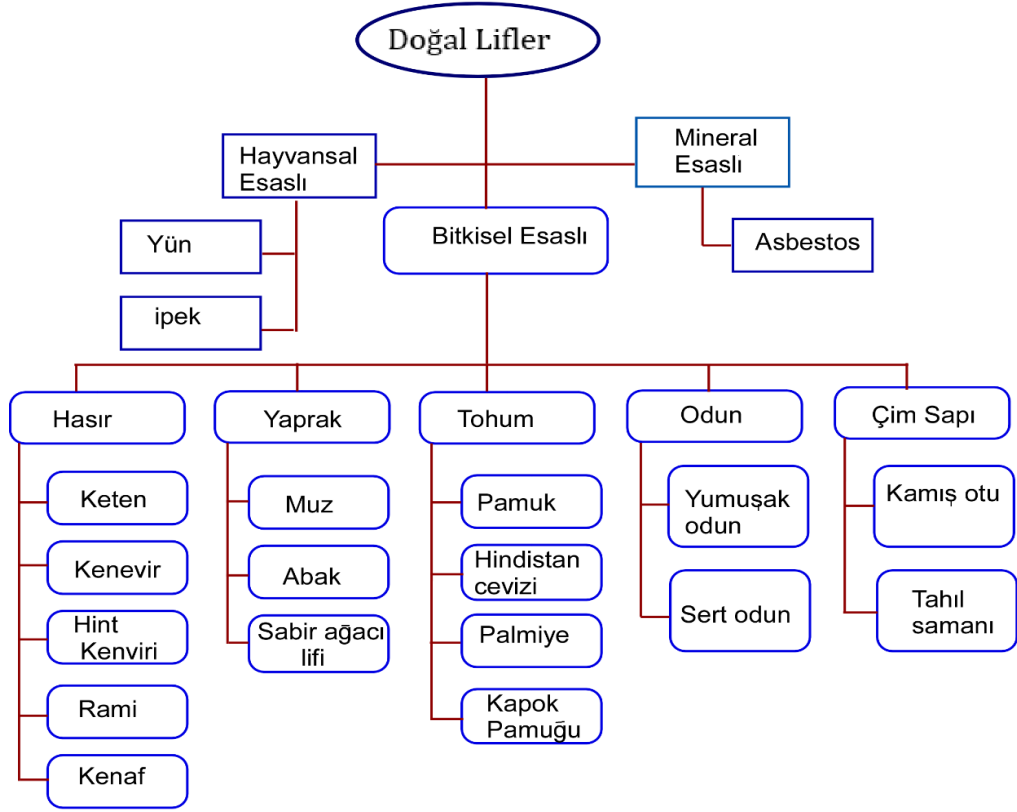 Doğal Lifler
Hayvansal
Esaslı
Mineral
Esaslı
Yün
ipek
Bitkisel Esaslı
Asbestos
Hasır
Yaprak
Tohum
Odun
Çim Sapı
Keten
Kenevir
Hint
Kenviri
Rami
Kenaf
Muz
Abak
Sabir ağacı
lifi
Pamuk
Hindistan
cevizi
Palmiye
Kapok
Pamuğu
Yumuşak
odun
Sert odun
Kamış otu
Tahıl
samanı